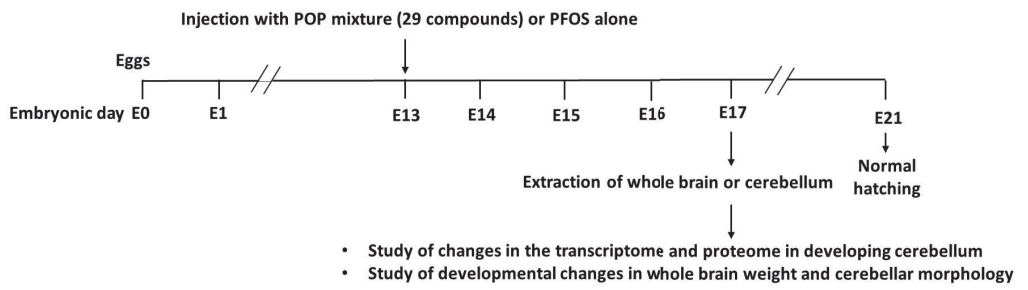 Injection with POP mixture (29 compounds) or PFOS alone
Eggs
Embryonic day E0 E1 E13 E14 E15 E16 E17 E21
Extraction of whole brain or cerebellum
Normal
hatching
• Study of changes in the transcriptome and proteome in developing cerebellum
• Study of developmental changes in whole brain weight and cerebellar morphology